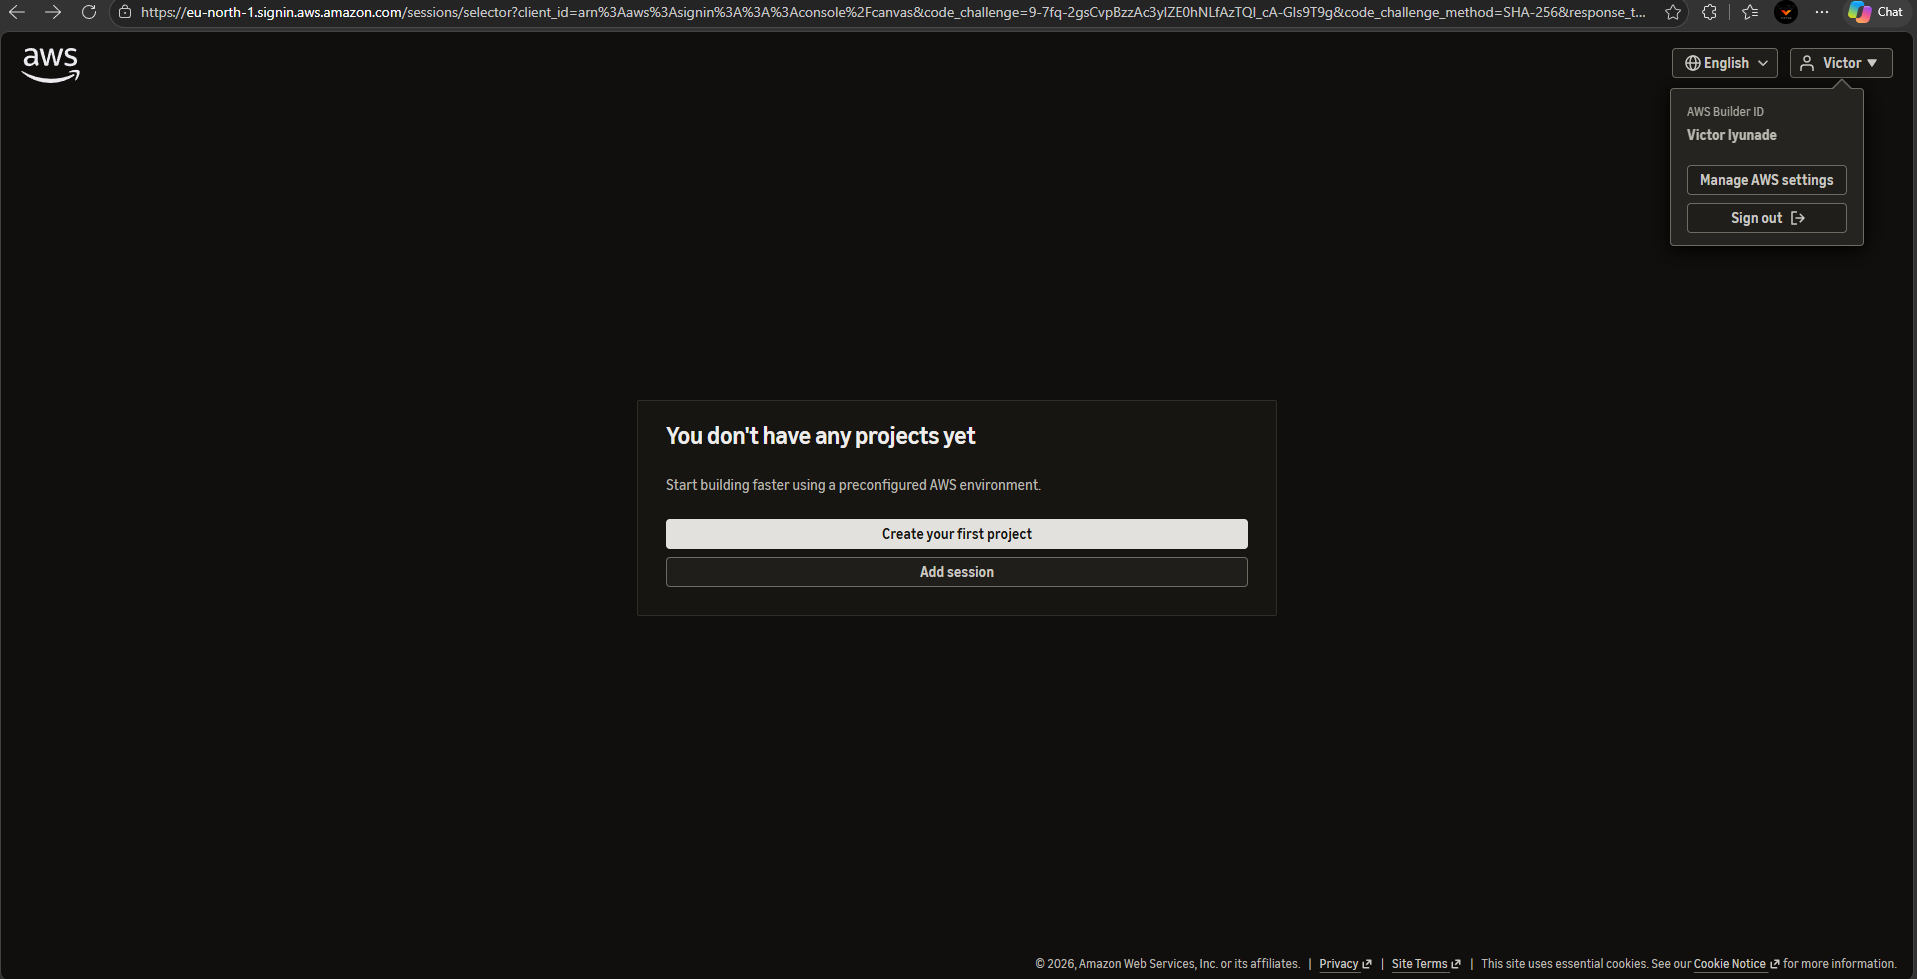 https://eu-north-1.signin.aws.amazon.com/sessions/selector?client_id=arn%3Aaws%3Asignin%3A%3A%3Aconsole%2Fcanvas&code_challenge=9-7fq-2gsCvpBzzAc3ylZE0hNLfAzTQl_cA-Gls9T9g&code_challenge_method=SHA-256&response_t...
Chat
aws
English
Victor
AWS Builder ID
Victor Iyunade
Manage AWS settings
Sign out
You don't have any projects yet
Start building faster using a preconfigured AWS environment.
Create your first project
Add session
© 2026, Amazon Web Services, Inc. or its affiliates. | Privacy | Site Terms | This site uses essential cookies. See our Cookie Notice for more information.